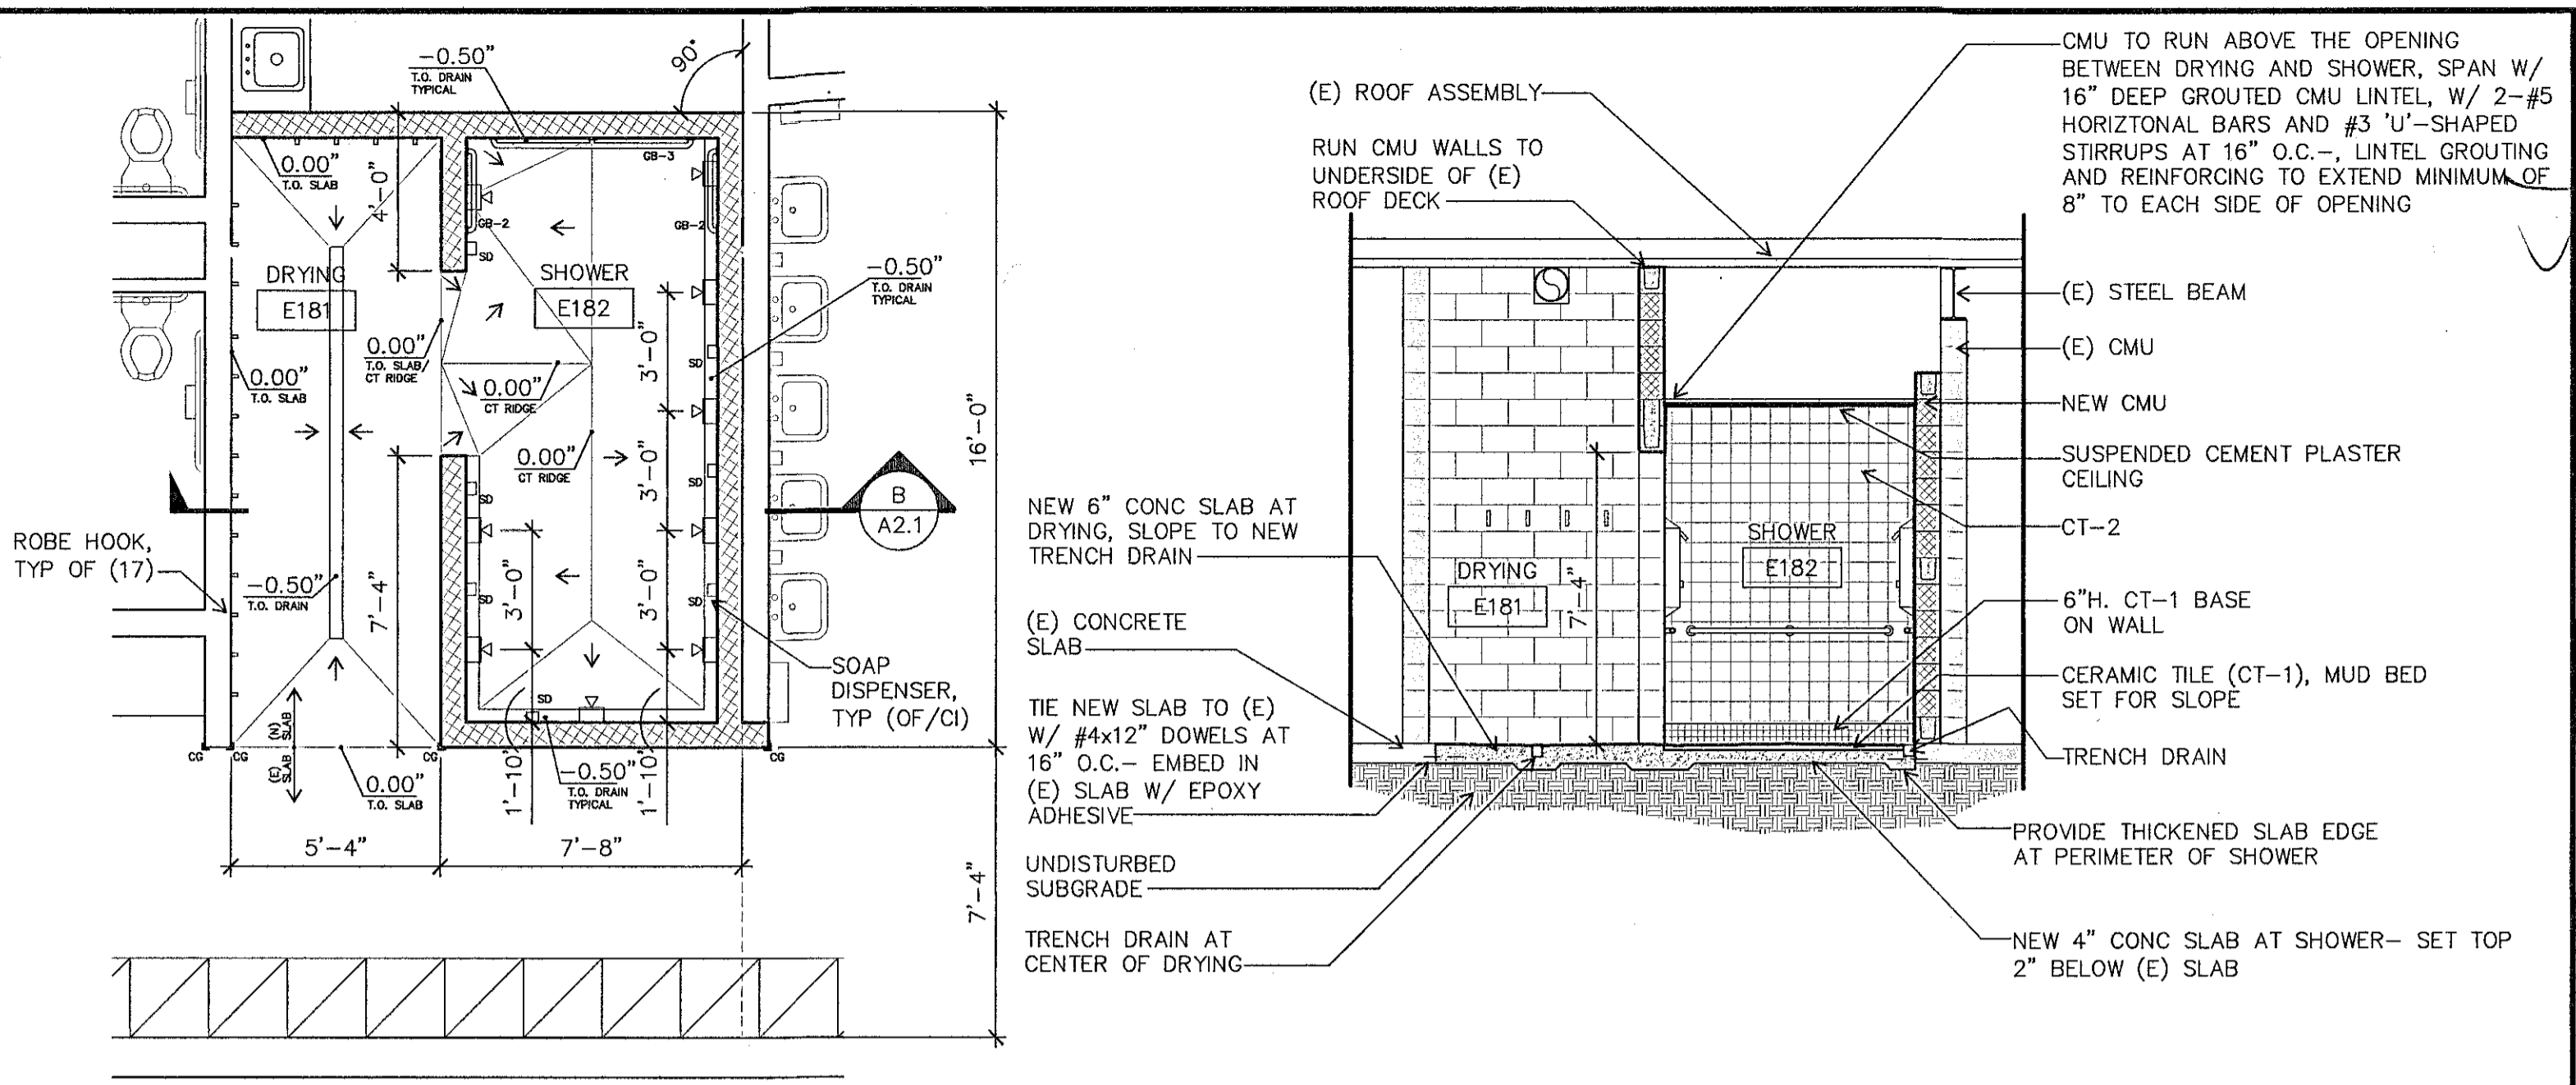 -0.50"
T.O. DRAIN
TYPICAL
90°
0.00"
T.O. SLAB
4'-0"
GB-3
GB-2
GB-2
SD
DRYING
E181
SHOWER
E182
-0.50"
T.O. DRAIN
TYPICAL
0.00"
T.O. SLAB/
CT RIDGE
0.00"
T.O. SLAB
0.00"
CT RIDGE
3'-0"
SD
0.00"
CT RIDGE
3'-0"
SD
SD
16'-0"
B
A2.1
ROBE HOOK,
TYP OF (17)
-0.50"
T.O. DRAIN
7'-4"
SD
3'-0"
3'-0"
SD
SOAP
DISPENSER,
TYP (OF/CI)
SD
(N)
SLAB
(E)
SLAB
CG
CG
CG
CG
0.00"
T.O. SLAB
1'-10"
-0.50"
T.O. DRAIN
TYPICAL
1'-10"
5'-4"
7'-8"
7'-4"
(E) ROOF ASSEMBLY
RUN CMU WALLS TO
UNDERSIDE OF (E)
ROOF DECK
CMU TO RUN ABOVE THE OPENING
BETWEEN DRYING AND SHOWER, SPAN W/
16" DEEP GROUTED CMU LINTEL, W/ 2-#5
HORIZTONAL BARS AND #3 'U'-SHAPED
STIRRUPS AT 16" O.C.-, LINTEL GROUTING
AND REINFORCING TO EXTEND MINIMUM OF
8" TO EACH SIDE OF OPENING
(E) STEEL BEAM
(E) CMU
NEW CMU
SUSPENDED CEMENT PLASTER
CEILING
CT-2
6"H. CT-1 BASE
ON WALL
CERAMIC TILE (CT-1), MUD BED
SET FOR SLOPE
TRENCH DRAIN
PROVIDE THICKENED SLAB EDGE
AT PERIMETER OF SHOWER
NEW 4" CONC SLAB AT SHOWER- SET TOP
2" BELOW (E) SLAB
DRYING
E181
7'-4"
SHOWER
E182
NEW 6" CONC SLAB AT
DRYING, SLOPE TO NEW
TRENCH DRAIN
(E) CONCRETE
SLAB
TIE NEW SLAB TO (E)
W/ #4x12" DOWELS AT
16" O.C.- EMBED IN
(E) SLAB W/ EPOXY
ADHESIVE
UNDISTURBED
SUBGRADE
TRENCH DRAIN AT
CENTER OF DRYING